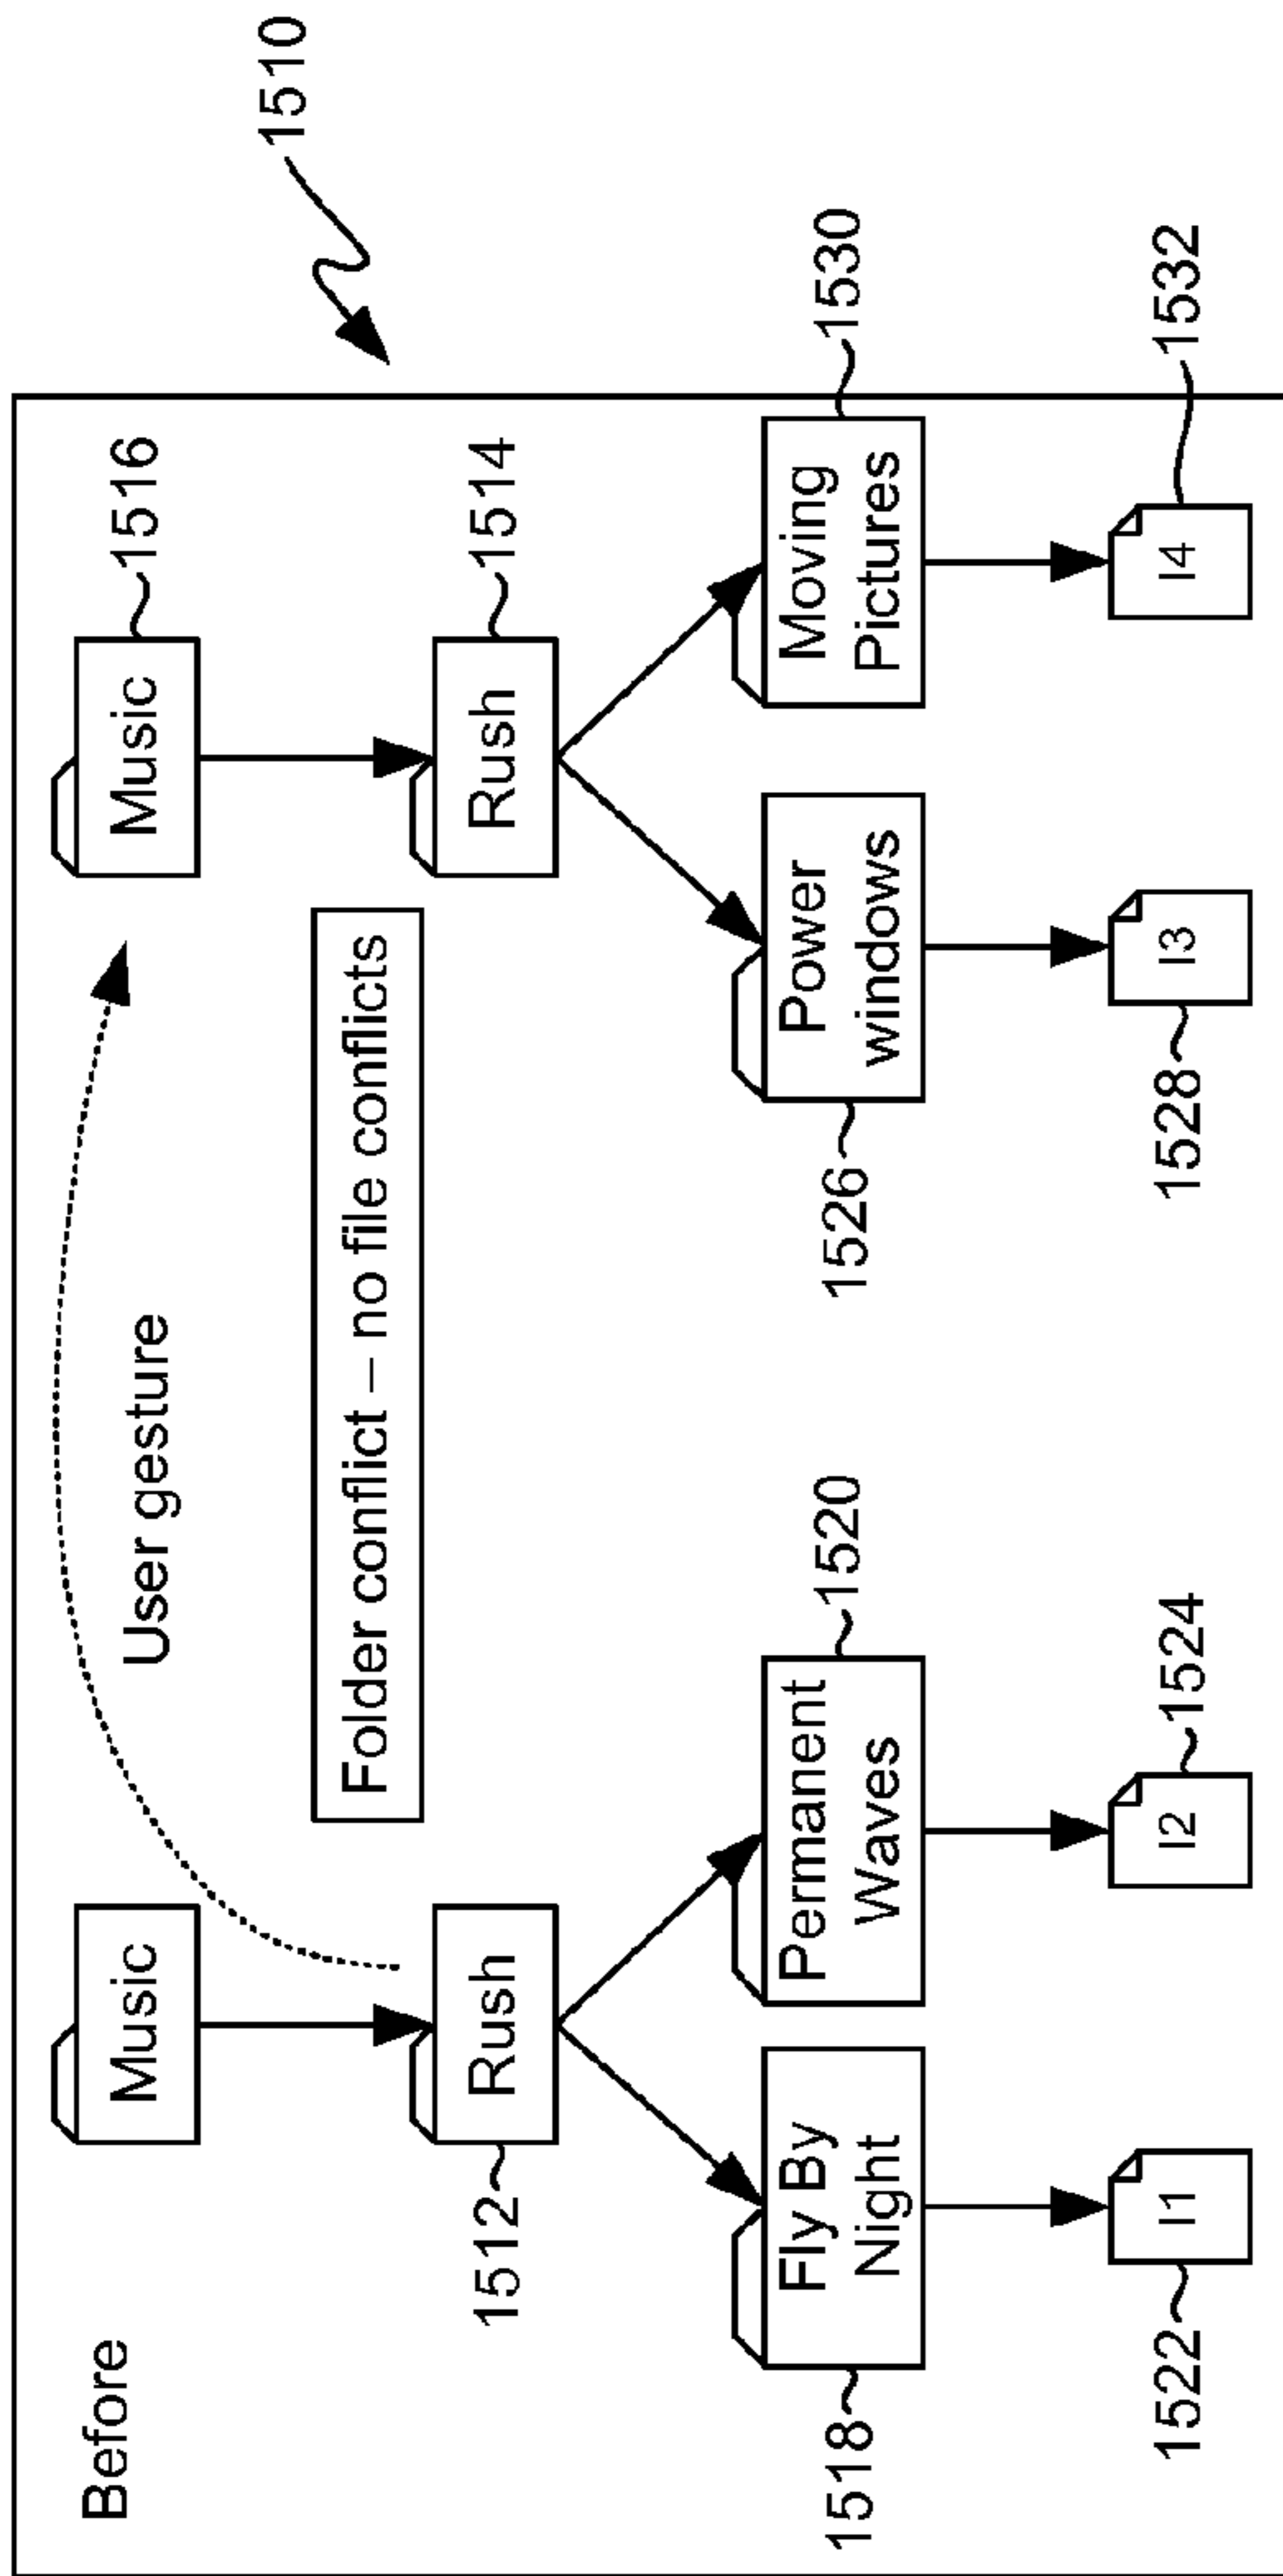 1510
Before
User gesture
Music
Music
1516
Folder conflict – no file conflicts
Rush
1512
Rush
1514
Fly By
Night
1518
Permanent
Waves
1520
Power
windows
1526
Moving
Pictures
1530
I1
1522
I2
1524
I3
1528
I4
1532